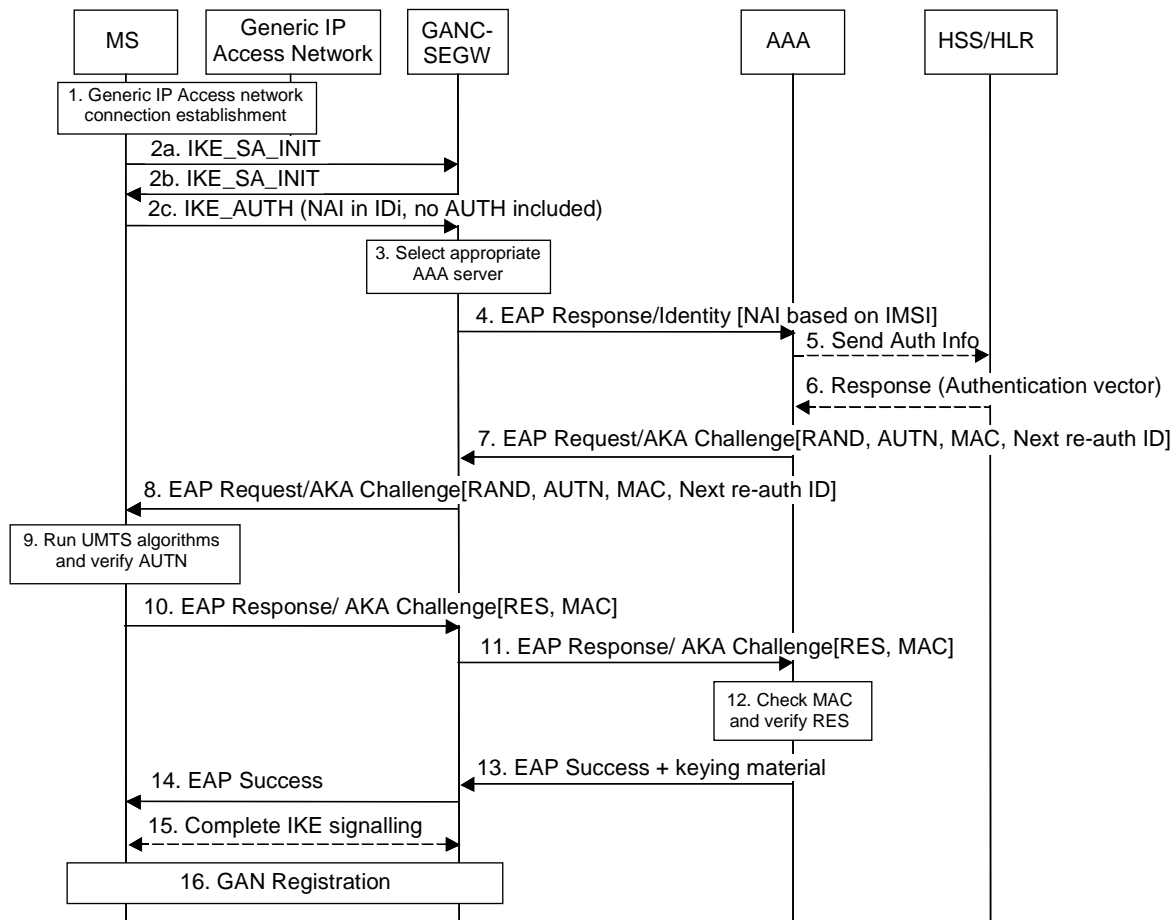 MS
Generic IP
Access Network
GANC-
SEGW
AAA
HSS/HLR
1. Generic IP Access network
connection establishment
2a. IKE_SA_INIT
2b. IKE_SA_INIT
2c. IKE_AUTH (NAI in IDi, no AUTH included)
3. Select appropriate
AAA server
4. EAP Response/Identity [NAI based on IMSI]
5. Send Auth Info
6. Response (Authentication vector)
7. EAP Request/AKA Challenge[RAND, AUTN, MAC, Next re-auth ID]
8. EAP Request/AKA Challenge[RAND, AUTN, MAC, Next re-auth ID]
9. Run UMTS algorithms
and verify AUTN
10. EAP Response/ AKA Challenge[RES, MAC]
11. EAP Response/ AKA Challenge[RES, MAC]
12. Check MAC
and verify RES
13. EAP Success + keying material
14. EAP Success
15. Complete IKE signalling
16. GAN Registration